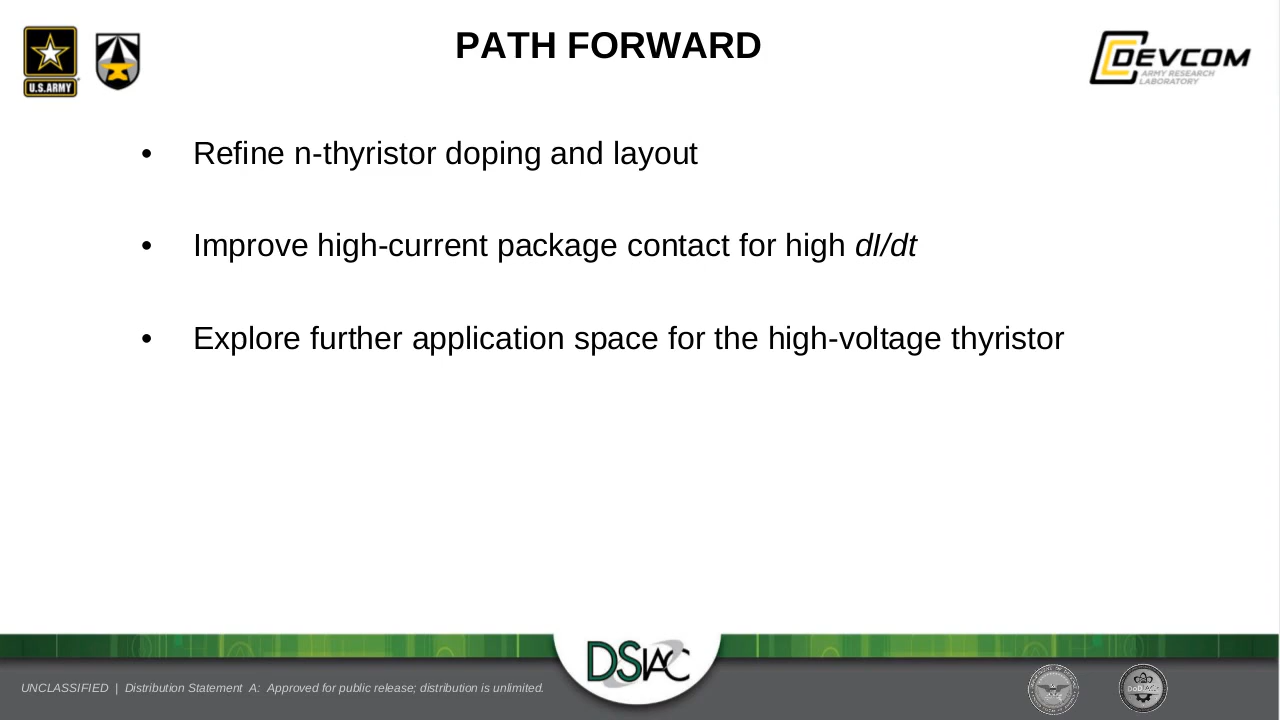 PATH FORWARD
U.S.ARMY
DEVCOM
ARMY RESEARCH
LABORATORY
• Refine n-thyristor doping and layout
• Improve high-current package contact for high dI/dt
• Explore further application space for the high-voltage thyristor
DSIAC
UNCLASSIFIED | Distribution Statement A: Approved for public release; distribution is unlimited.